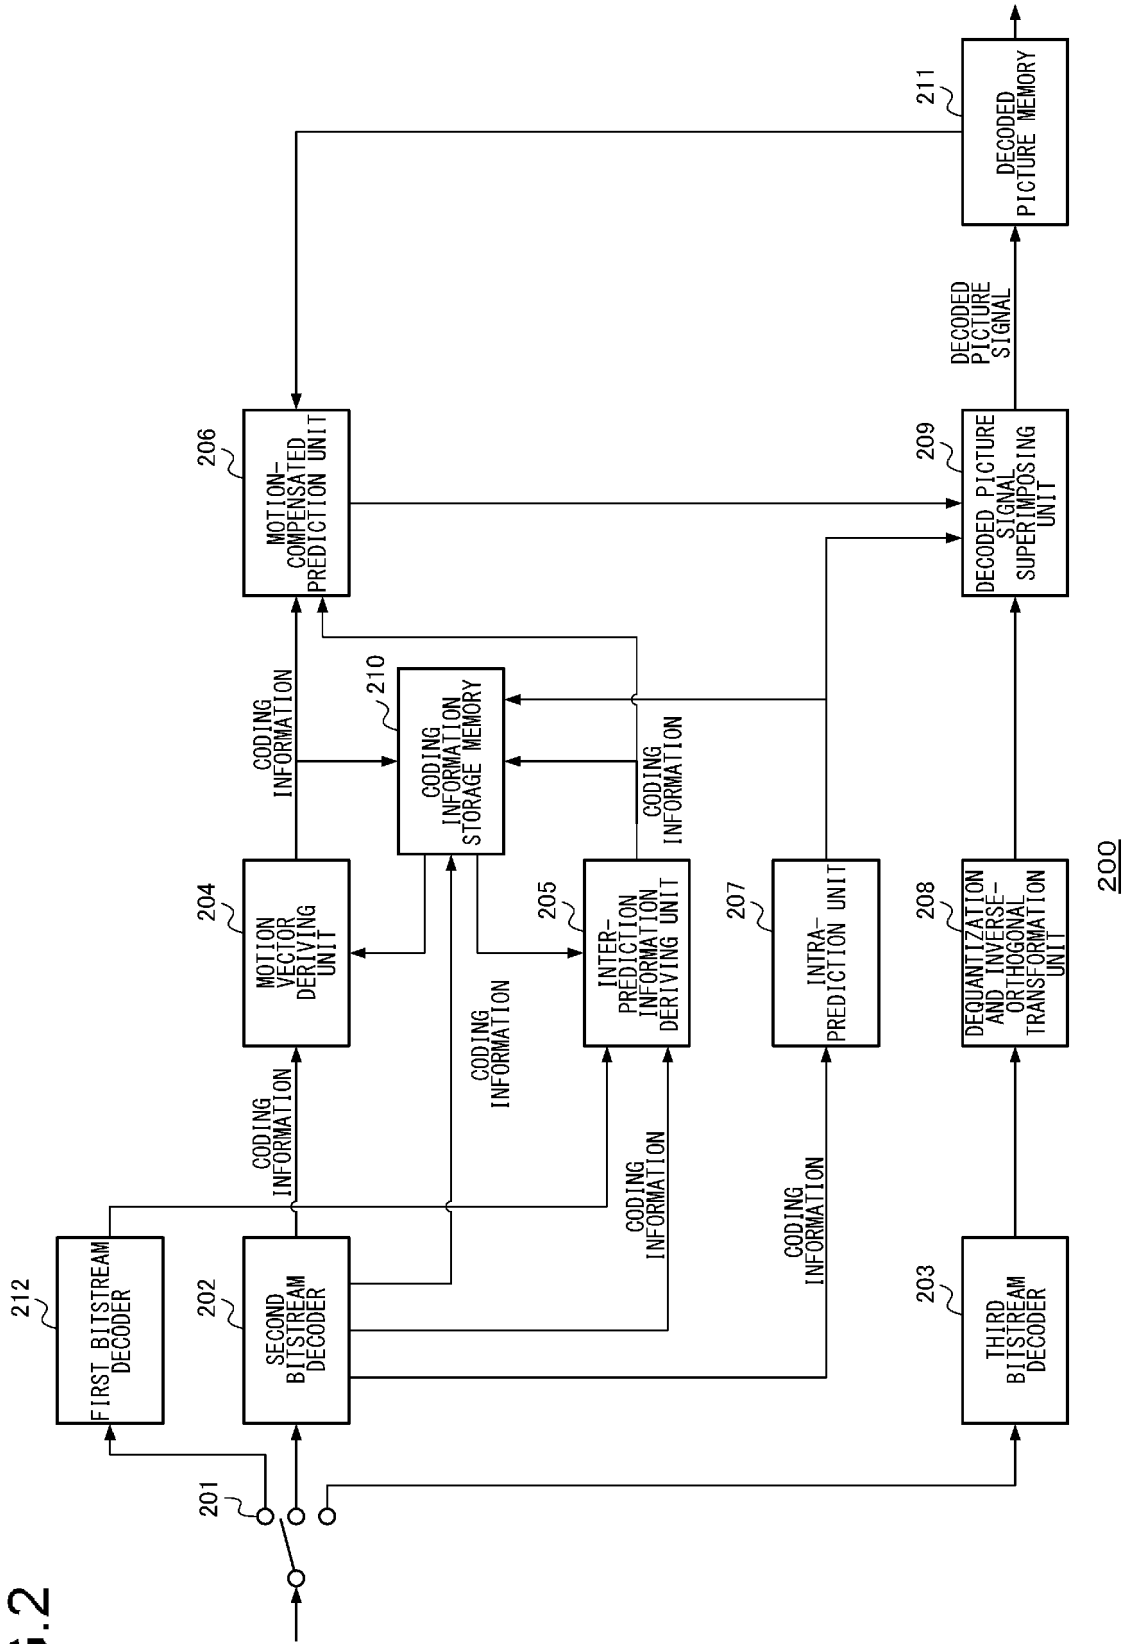 G.2
212
FIRST BITSTREAM
DECODER
201
202
SECOND
BITSTREAM
DECODER
CODING
INFORMATION
204
MOTION
VECTOR
DERIVING
UNIT
CODING
INFORMATION
206
MOTION-
COMPENSATED
PREDICTION UNIT
210
CODING
INFORMATION
STORAGE MEMORY
CODING
INFORMATION
205
INTER-
PREDICTION
INFORMATION
DERIVING UNIT
CODING
INFORMATION
CODING
INFORMATION
207
INTRA-
PREDICTION UNIT
CODING
INFORMATION
203
THIRD
BITSTREAM
DECODER
208
DEQUANTIZATION
AND INVERSE-
ORTHOGONAL
TRANSFORMATION
UNIT
209
DECODED PICTURE
SIGNAL
SUPERIMPOSING
UNIT
DECODED
PICTURE
SIGNAL
211
DECODED
PICTURE MEMORY
200